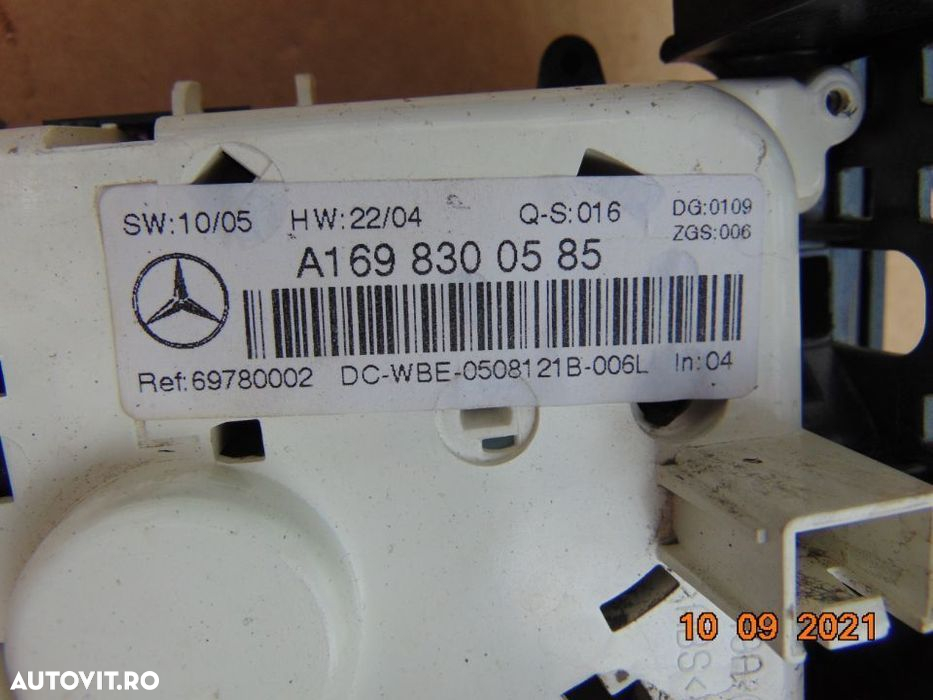 SW:10/05 HW:22/04 Q-S:016 DG:0109
ZGS:006
A169 830 05 85
Ref:69780002 DC-WBE-0508121B-006L In:04
10 09 2021
AUTOVIT.RO